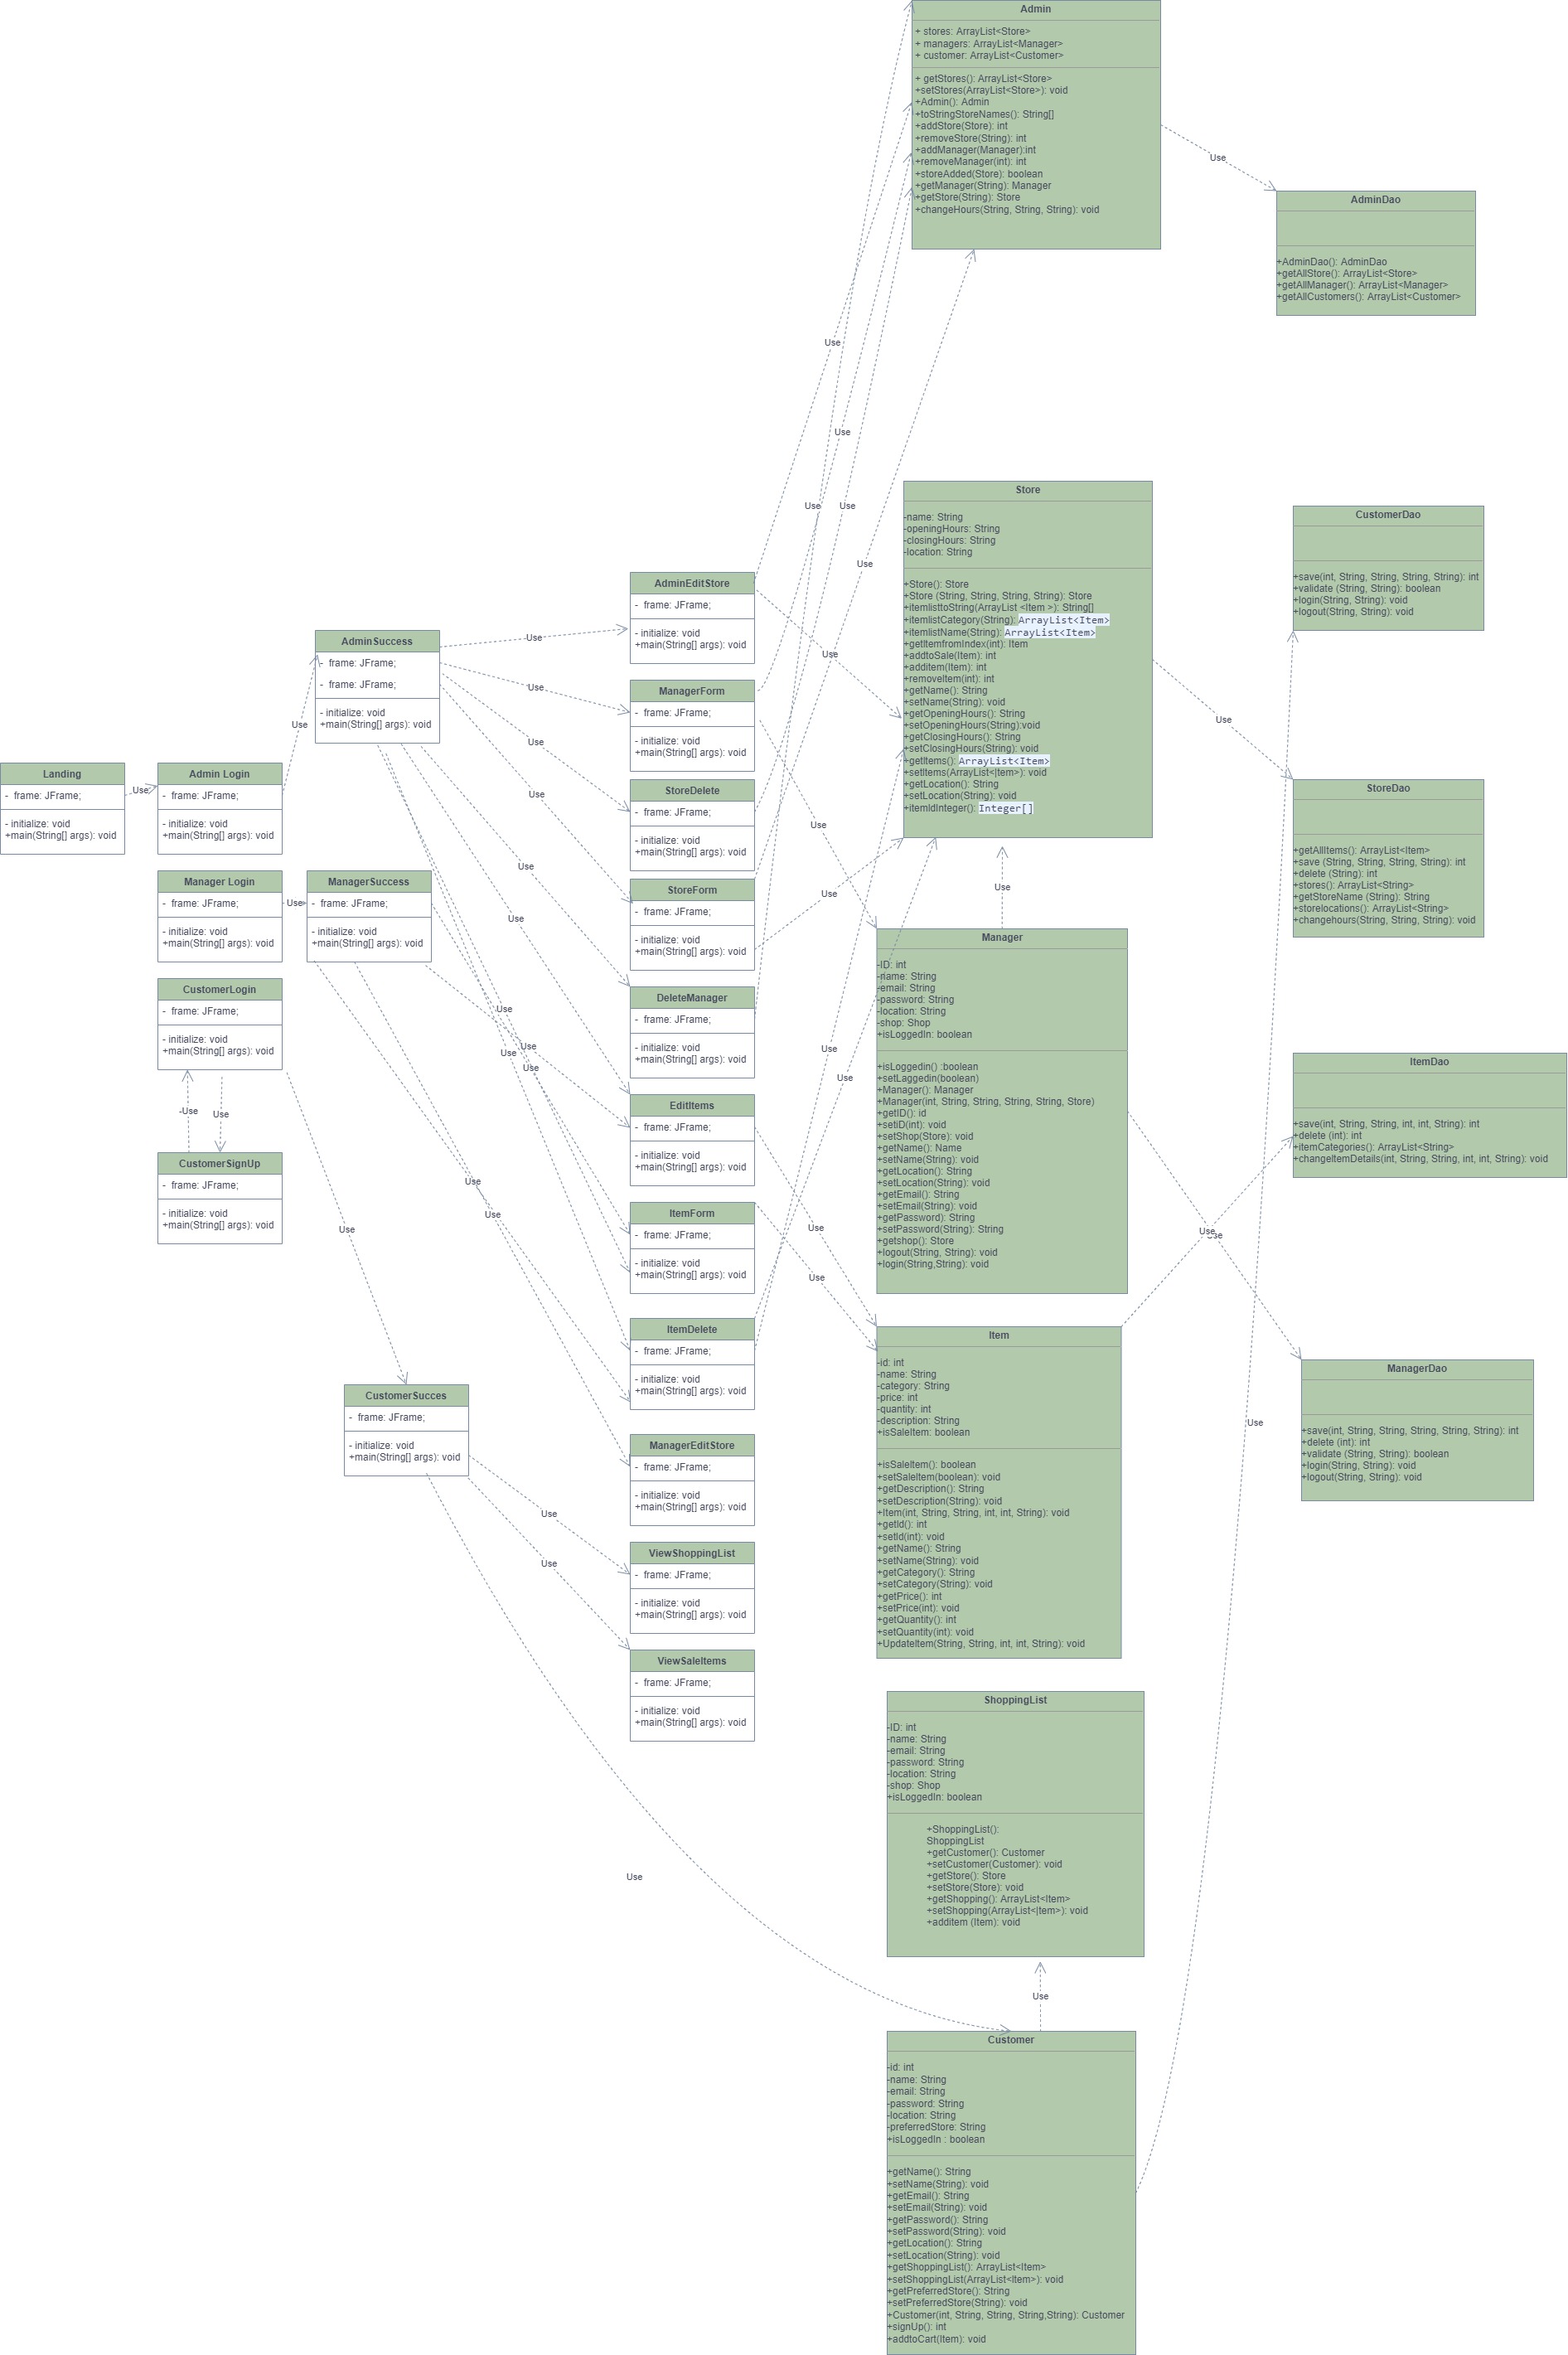 Admin
+ stores: ArrayList<Store>
+ managers: ArrayList<Manager>
+ customer: ArrayList<Customer>
+ getStores(): ArrayList<Store>
+setStores(ArrayList<Store>): void
+Admin(): Admin
+toStringStoreNames(): String[]
+addStore(Store): int
+removeStore(String): int
+addManager(Manager):int
+removeManager(int): int
+storeAdded(Store): boolean
+getManager(String): Manager
+getStore(String): Store
+changeHours(String, String, String): void
Use
AdminDao
+AdminDao(): AdminDao
+getAllStore(): ArrayList<Store>
+getAllManager(): ArrayList<Manager>
+getAllCustomers(): ArrayList<Customer>
Use
Use
Use
Use
Use
Store
-name: String
-openingHours: String
-closingHours: String
-location: String
+Store(): Store
+Store (String, String, String, String): Store
+itemlisttoString(ArrayList <Item >): String[]
+itemlistCategory(String): ArrayList<Item>
+itemlistName(String): ArrayList<Item>
+getItemfromIndex(int): Item
+addtoSale(Item): int
+additem(Item): int
+removeItem(int): int
+getName(): String
+setName(String): void
+getOpeningHours(): String
+setOpeningHours(String):void
+getClosingHours(): String
+setClosingHours(String): void
+getItems(): ArrayList<Item>
+setItems(ArrayList<|tem>): void
+getLocation(): String
+setLocation(String): void
+itemIdInteger(): Integer[]
CustomerDao
+save(int, String, String, String, String): int
+validate (String, String): boolean
+login(String, String): void
+logout(String, String): void
Use
StoreDao
+getAllItems(): ArrayList<Item>
+save (String, String, String, String): int
+delete (String): int
+stores(): ArrayList<String>
+getStoreName (String): String
+storelocations(): ArrayList<String>
+changehours(String, String, String): void
AdminEditStore
- frame: JFrame;
- initialize: void
+main(String[] args): void
AdminSuccess
- frame: JFrame;
- frame: JFrame;
- initialize: void
+main(String[] args): void
Use
Use
Use
Use
Use
Use
Use
Use
ManagerForm
- frame: JFrame;
- initialize: void
+main(String[] args): void
StoreDelete
- frame: JFrame;
- initialize: void
+main(String[] args): void
StoreForm
- frame: JFrame;
- initialize: void
+main(String[] args): void
DeleteManager
- frame: JFrame;
- initialize: void
+main(String[] args): void
Landing
- frame: JFrame;
- initialize: void
+main(String[] args): void
Use
Admin Login
- frame: JFrame;
- initialize: void
+main(String[] args): void
Manager Login
- frame: JFrame;
- initialize: void
+main(String[] args): void
Use
ManagerSuccess
- frame: JFrame;
- initialize: void
+main(String[] args): void
CustomerLogin
- frame: JFrame;
- initialize: void
+main(String[] args): void
-Use
Use
CustomerSignUp
- frame: JFrame;
- initialize: void
+main(String[] args): void
Use
Use
Use
Use
Use
Use
Use
Use
Use
Use
Manager
-ID: int
-name: String
-email: String
-password: String
-location: String
-shop: Shop
+isLoggedIn: boolean
+isLoggedin() :boolean
+setLaggedin(boolean)
+Manager(): Manager
+Manager(int, String, String, String, String, Store)
+getID(): id
+setiD(int): void
+setShop(Store): void
+getName(): Name
+setName(String): void
+getLocation(): String
+setLocation(String): void
+getEmail(): String
+setEmail(String): void
+getPassword): String
+setPassword(String): String
+getshop(): Store
+logout(String, String): void
+login(String,String): void
ItemDao
+save(int, String, String, int, int, String): int
+delete (int): int
+itemCategories(): ArrayList<String>
+changeItemDetails(int, String, String, int, int, String): void
Use
Use
EditItems
- frame: JFrame;
- initialize: void
+main(String[] args): void
Use
ItemForm
- frame: JFrame;
- initialize: void
+main(String[] args): void
Use
Use
Use
ItemDelete
- frame: JFrame;
- initialize: void
+main(String[] args): void
Item
-id: int
-name: String
-category: String
-price: int
-quantity: int
-description: String
+isSaleItem: boolean
+isSaleItem(): boolean
+setSaleItem(boolean): void
+getDescription(): String
+setDescription(String): void
+Item(int, String, String, int, int, String): void
+getId(): int
+setId(int): void
+getName(): String
+setName(String): void
+getCategory(): String
+setCategory(String): void
+getPrice(): int
+setPrice(int): void
+getQuantity(): int
+setQuantity(int): void
+UpdateItem(String, String, int, int, String): void
ManagerDao
+save(int, String, String, String, String, String): int
+delete (int): int
+validate (String, String): boolean
+login(String, String): void
+logout(String, String): void
Use
CustomerSucces
- frame: JFrame;
- initialize: void
+main(String[] args): void
ManagerEditStore
- frame: JFrame;
- initialize: void
+main(String[] args): void
Use
Use
ViewShoppingList
- frame: JFrame;
- initialize: void
+main(String[] args): void
ViewSaleItems
- frame: JFrame;
- initialize: void
+main(String[] args): void
Use
ShoppingList
-ID: int
-name: String
-email: String
-password: String
-location: String
-shop: Shop
+isLoggedIn: boolean
+ShoppingList():
ShoppingList
+getCustomer(): Customer
+setCustomer(Customer): void
+getStore(): Store
+setStore(Store): void
+getShopping(): ArrayList<Item>
+setShopping(ArrayList<|tem>): void
+additem (Item): void
Use
Customer
-id: int
-name: String
-email: String
-password: String
-location: String
-preferredStore: String
+isLoggedIn : boolean
+getName(): String
+setName(String): void
+getEmail(): String
+setEmail(String): void
+getPassword(): String
+setPassword(String): void
+getLocation(): String
+setLocation(String): void
+getShoppingList(): ArrayList<Item>
+setShoppingList(ArrayList<Item>): void
+getPreferredStore(): String
+setPreferredStore(String): void
+Customer(int, String, String, String,String): Customer
+signUp(): int
+addtoCart(Item): void